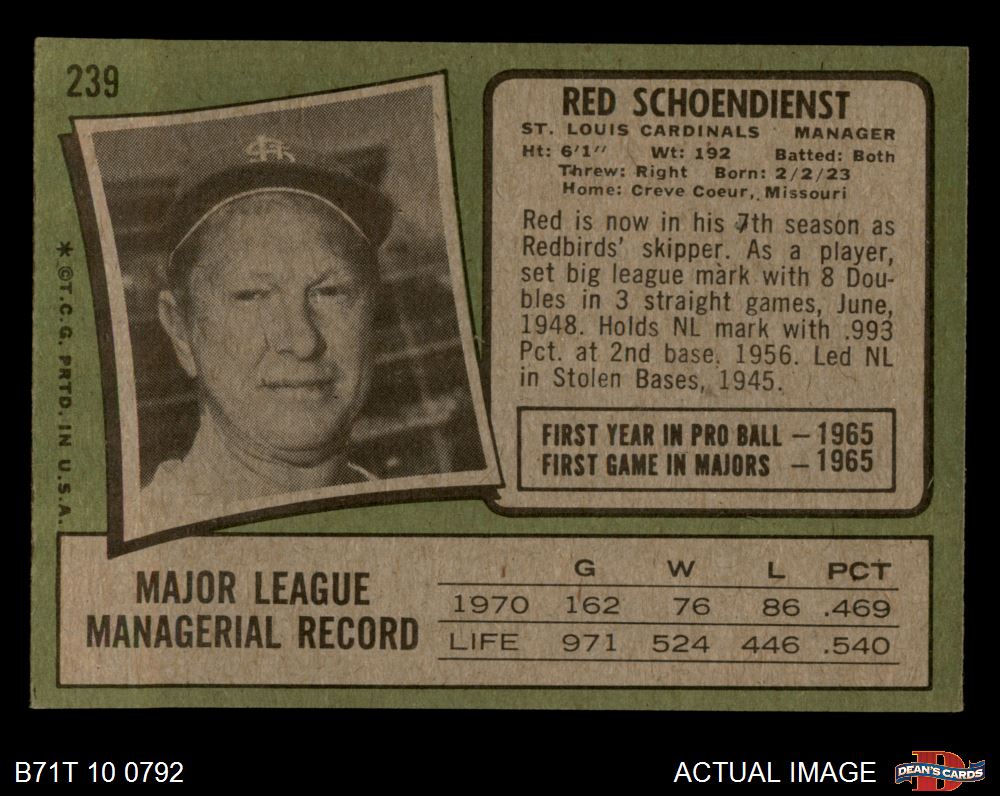 239
RED SCHOENDIENST
ST. LOUIS CARDINALS MANAGER
Ht: 6'1" Wt: 192 Batted: Both
Threw: Right Born: 2/2/23
Home: Creve Coeur, Missouri
Red is now in his 7th season as
Redbirds' skipper. As a player,
set big league mark with 8 Dou-
bles in 3 straight games, June,
1948. Holds NL mark with .993
Pct. at 2nd base, 1956. Led NL
in Stolen Bases, 1945.
FIRST YEAR IN PRO BALL – 1965
FIRST GAME IN MAJORS – 1965
* ©T.C.G. PRTD. IN U.S.A.
MAJOR LEAGUE
MANAGERIAL RECORD
G W L PCT
1970 162 76 86 .469
LIFE 971 524 446 .540
B71T 10 0792
ACTUAL IMAGE
D
DEAN'S CARDS